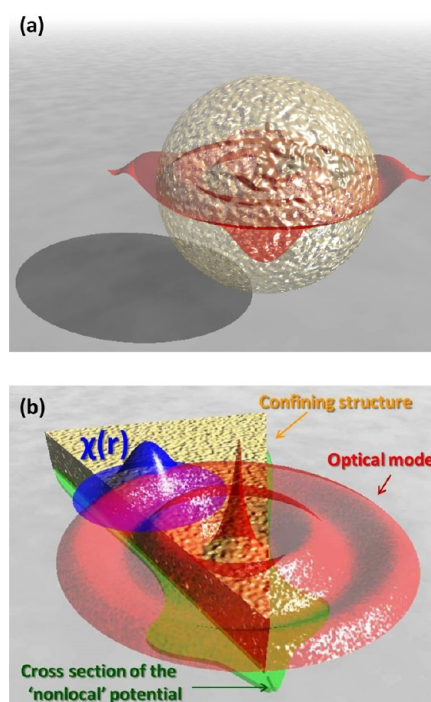 (a)
(b)
Confining structure
χ(r)
Optical mode
Cross section of the
'nonlocal' potential